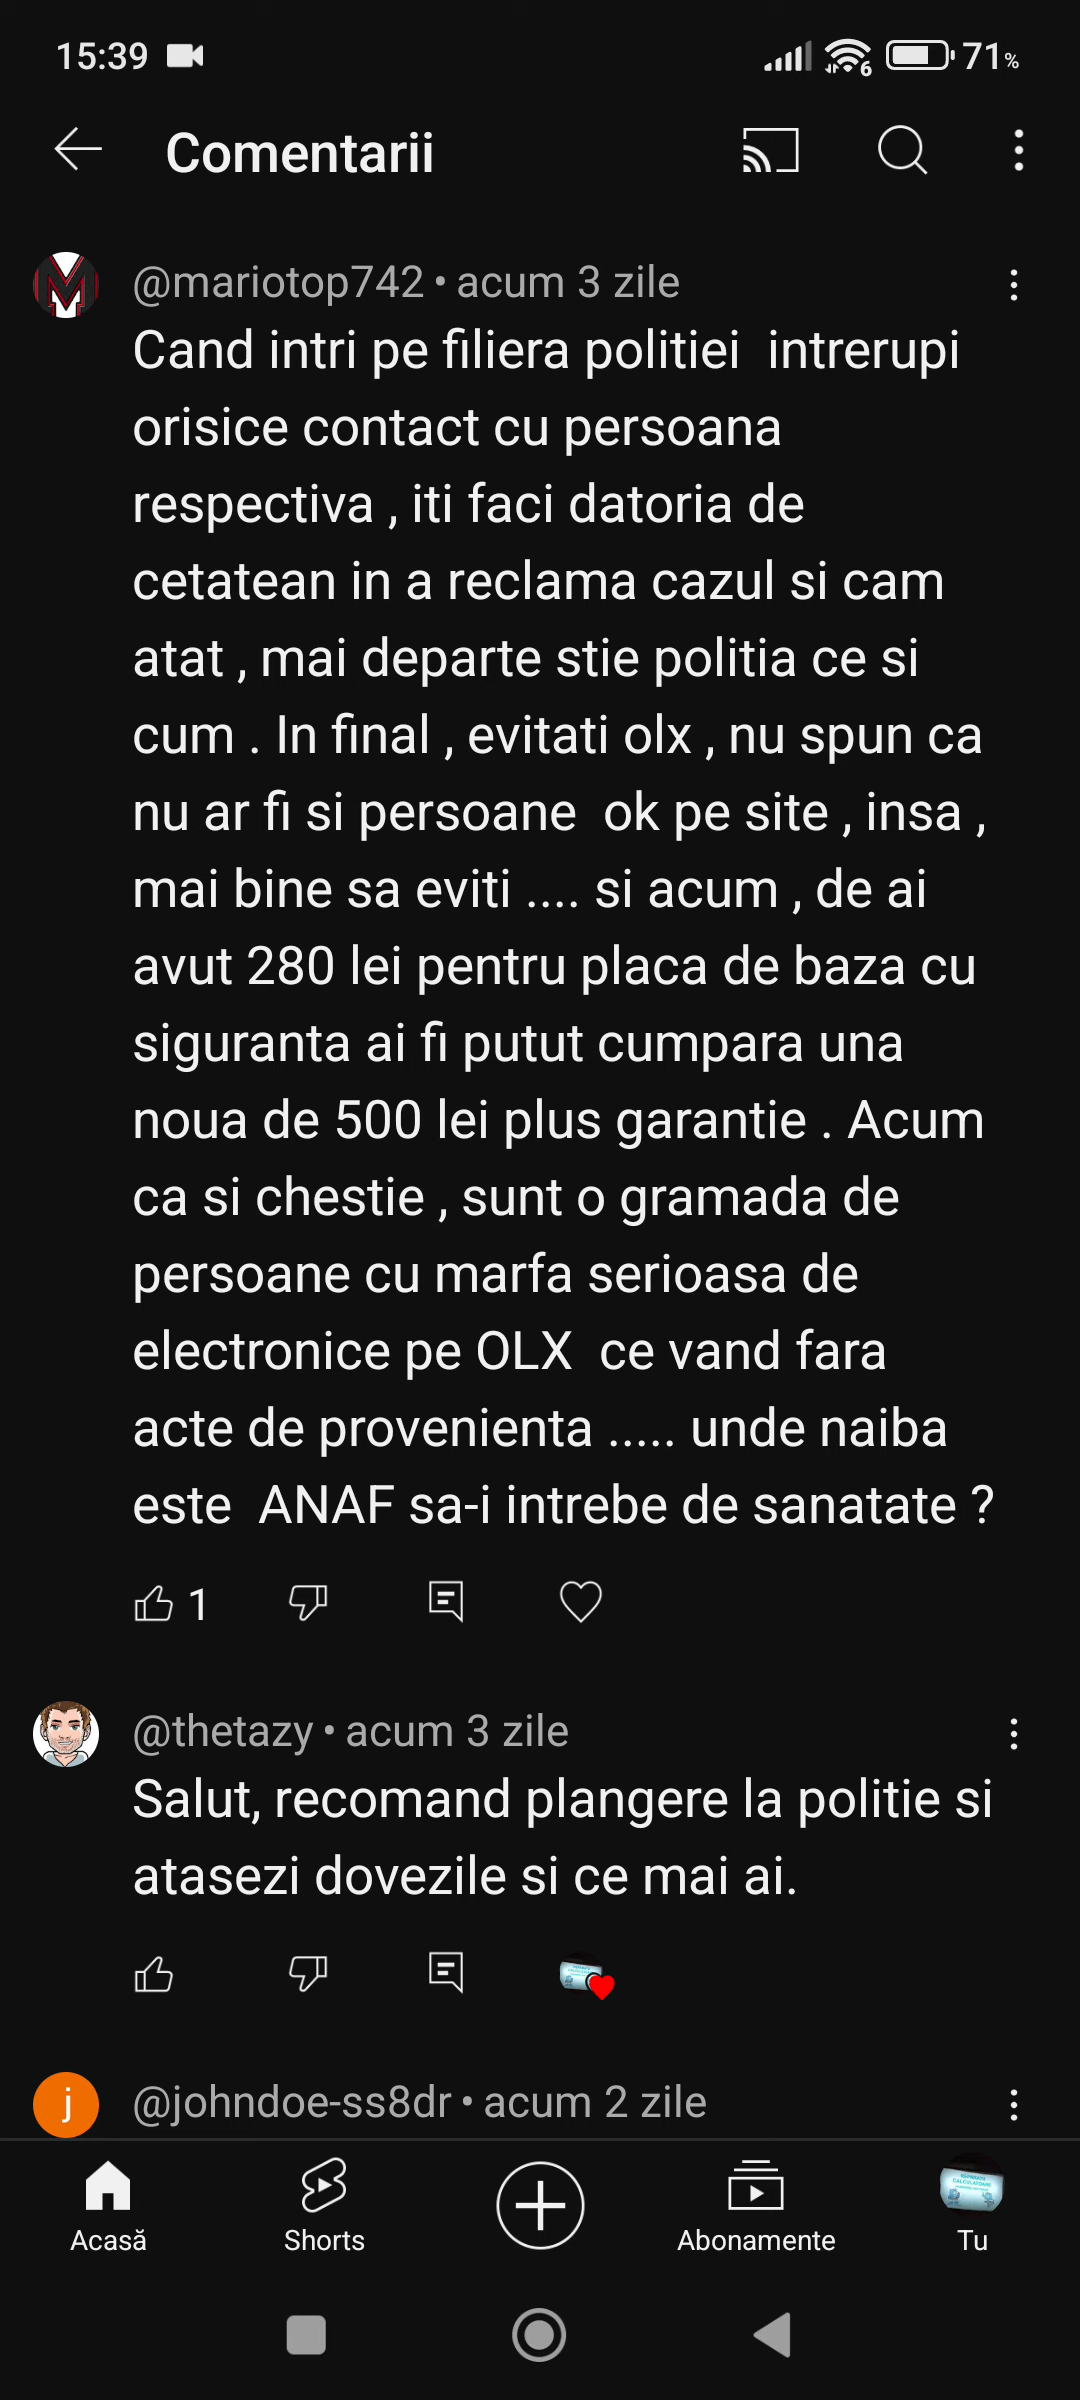 15:39 6 71%
Comentarii
@mariotop742 • acum 3 zile
Cand intri pe filiera politiei  intrerupi
orisice contact cu persoana
respectiva , iti faci datoria de
cetatean in a reclama cazul si cam
atat , mai departe stie politia ce si
cum . In final , evitati olx , nu spun ca
nu ar fi si persoane  ok pe site , insa ,
mai bine sa eviti .... si acum , de ai
avut 280 lei pentru placa de baza cu
siguranta ai fi putut cumpara una
noua de 500 lei plus garantie . Acum
ca si chestie , sunt o gramada de
persoane cu marfa serioasa de
electronice pe OLX  ce vand fara
acte de provenienta ..... unde naiba
este  ANAF sa-i intrebe de sanatate ?
1
@thetazy • acum 3 zile
Salut, recomand plangere la politie si
atasezi dovezile si ce mai ai.
j
@johndoe-ss8dr • acum 2 zile
Acasă Shorts Abonamente Tu